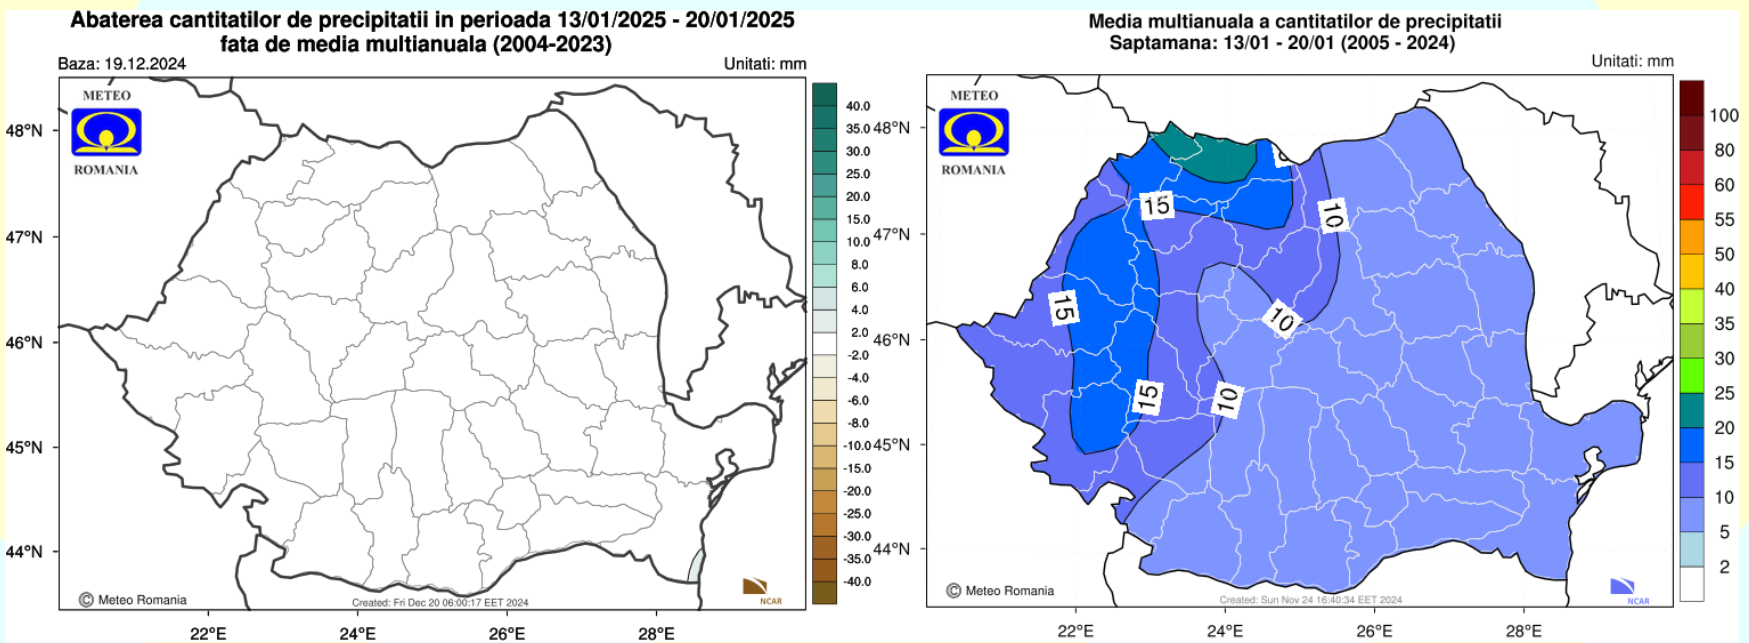 Abaterea cantitatilor de precipitatii in perioada 13/01/2025 - 20/01/2025
fata de media multianuala (2004-2023)
Baza: 19.12.2024
Unitati: mm
METEO
ROMANIA
48°N
47°N
46°N
45°N
44°N
22°E
24°E
26°E
28°E
40.0
35.0
30.0
25.0
20.0
15.0
10.0
8.0
6.0
4.0
2.0
-2.0
-4.0
-6.0
-8.0
-10.0
-15.0
-20.0
-25.0
-30.0
-35.0
-40.0
© Meteo Romania
Created: Fri Dec 20 06:00:17 EET 2024
NCAR
Media multianuala a cantitatilor de precipitatii
Saptamana: 13/01 - 20/01 (2005 - 2024)
Unitati: mm
METEO
ROMANIA
48°N
47°N
46°N
45°N
44°N
22°E
24°E
26°E
28°E
15
10
15
10
15
10
100
80
60
55
50
40
35
30
25
20
15
10
5
2
© Meteo Romania
Created: Sun Nov 24 16:40:34 EET 2024
NCAR